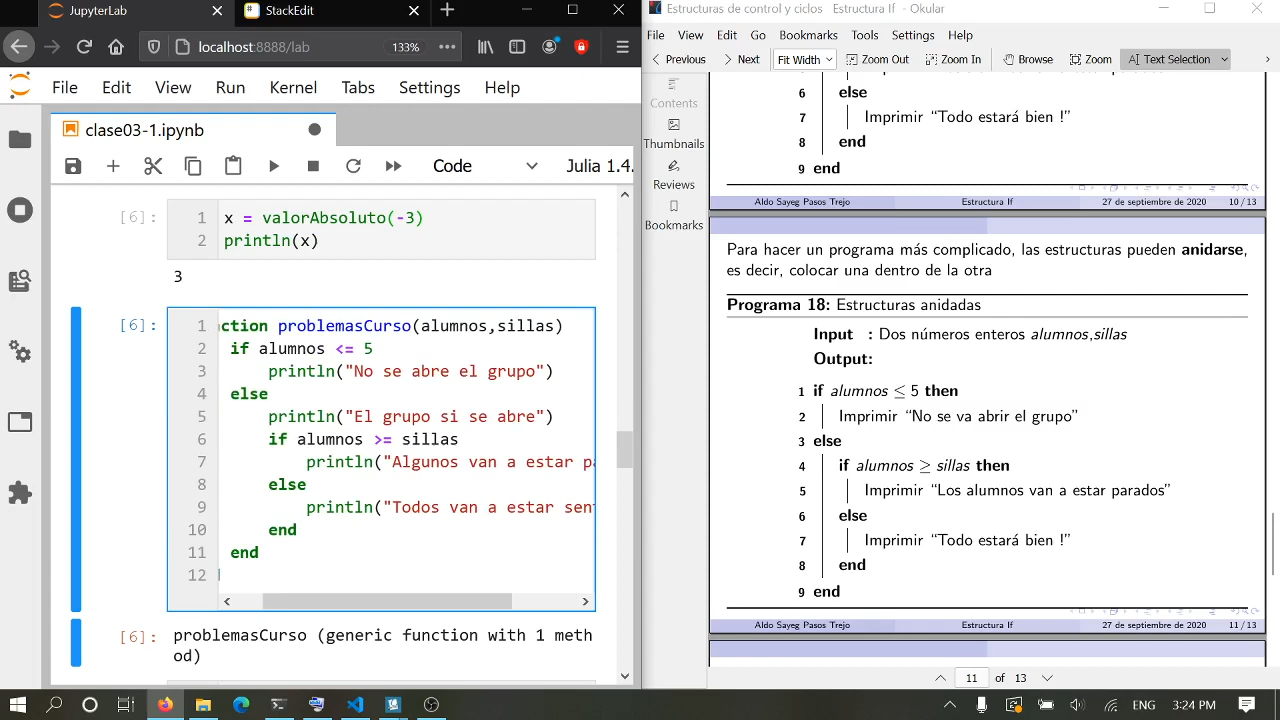 JupyterLab
StackEdit
localhost:8888/lab
133%
File Edit View Run Kernel Tabs Settings Help
clase03-1.ipynb
Code
Julia 1.4.
[6]:
1 x = valorAbsoluto(-3)
2 println(x)
3
[6]:
1 ction problemasCurso(alumnos,sillas)
2 if alumnos <= 5
3 println("No se abre el grupo")
4 else
5 println("El grupo si se abre")
6 if alumnos >= sillas
7 println("Algunos van a estar pa
8 else
9 println("Todos van a estar sen
10 end
11 end
12
[6]: problemasCurso (generic function with 1 meth
od)
Estructuras de control y ciclos Estructura If - Okular
File View Edit Go Bookmarks Tools Settings Help
Previous Next Fit Width Zoom Out Zoom In Browse Zoom Text Selection
Contents
Thumbnails
Reviews
Bookmarks
6 else
7 Imprimir “Todo estará bien !”
8 end
9 end
Aldo Sayeg Pasos Trejo Estructura If 27 de septiembre de 2020 10/13
Para hacer un programa más complicado, las estructuras pueden anidarse,
es decir, colocar una dentro de la otra
Programa 18: Estructuras anidadas
Input : Dos números enteros alumnos,sillas
Output:
1 if alumnos ≤ 5 then
2 Imprimir “No se va abrir el grupo”
3 else
4 if alumnos ≥ sillas then
5 Imprimir “Los alumnos van a estar parados”
6 else
7 Imprimir “Todo estará bien !”
8 end
9 end
Aldo Sayeg Pasos Trejo Estructura If 27 de septiembre de 2020 11/13
11 of 13
ENG 3:24 PM